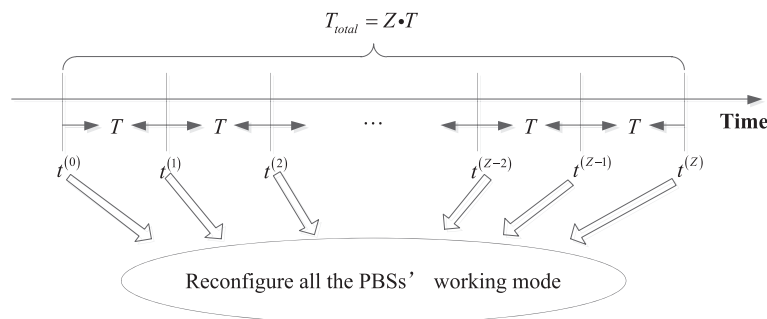 T_total = Z•T
T T ... T T
Time
t^(0) t^(1) t^(2) t^(Z−2) t^(Z−1) t^(Z)
Reconfigure all the PBSs’ working mode